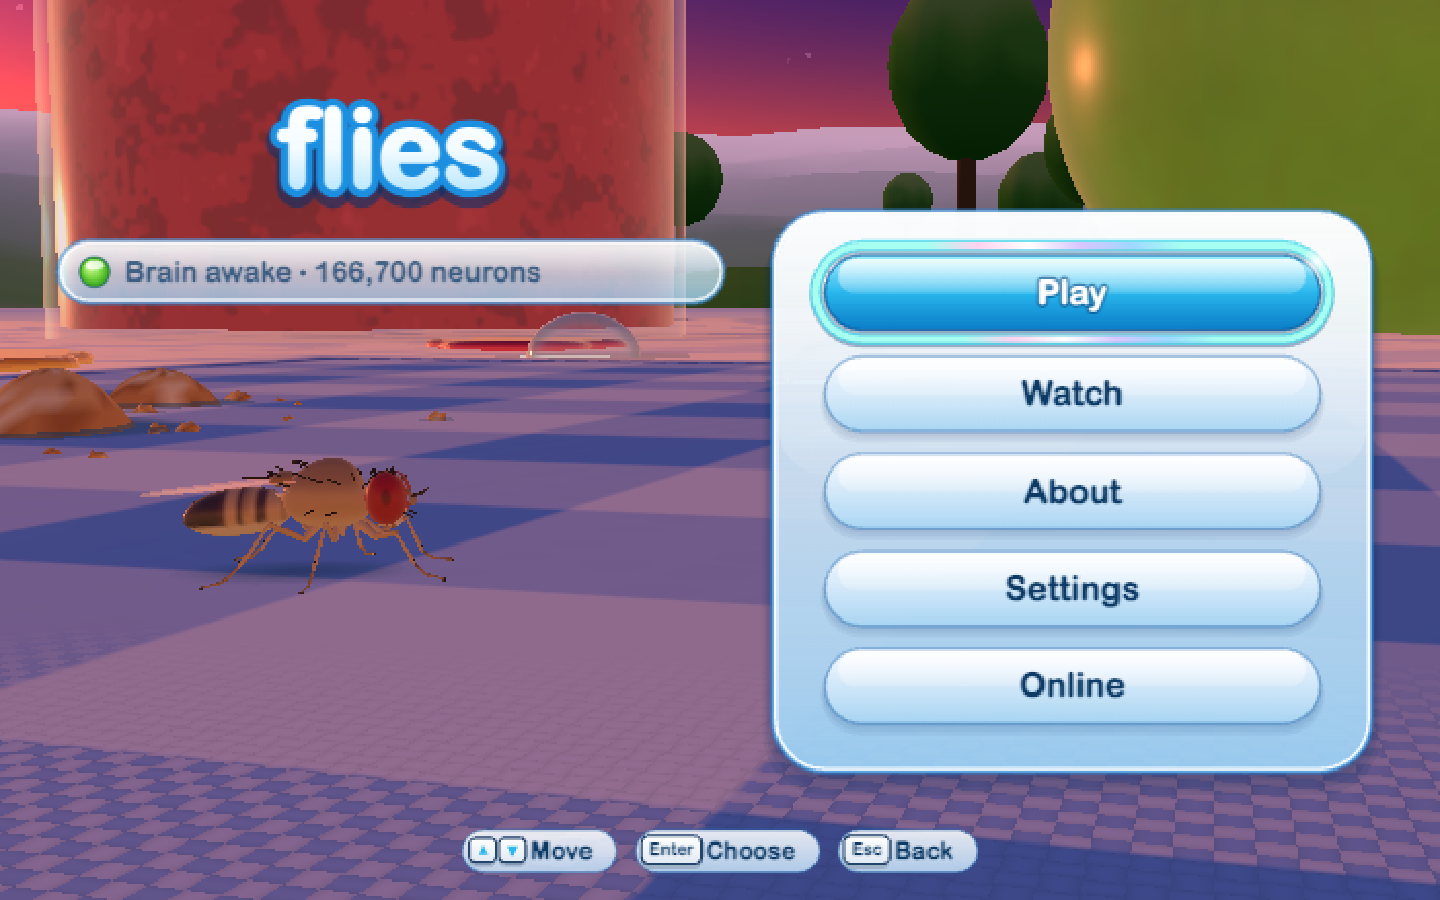 flies
Brain awake · 166,700 neurons
Play
Watch
About
Settings
Online
▲ ▼ Move Enter Choose Esc Back